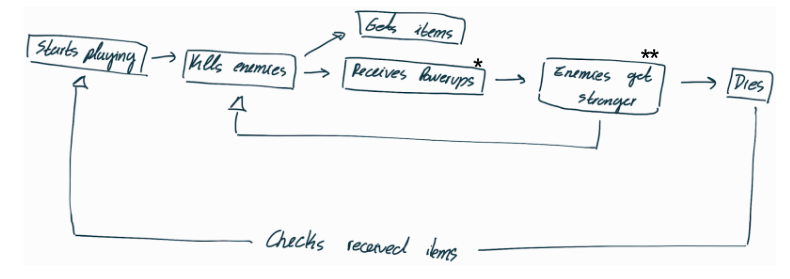 Gets items
Starts playing
Kills enemies
Receives Powerups *
**
Enemies get
stronger
Dies
Checks received items